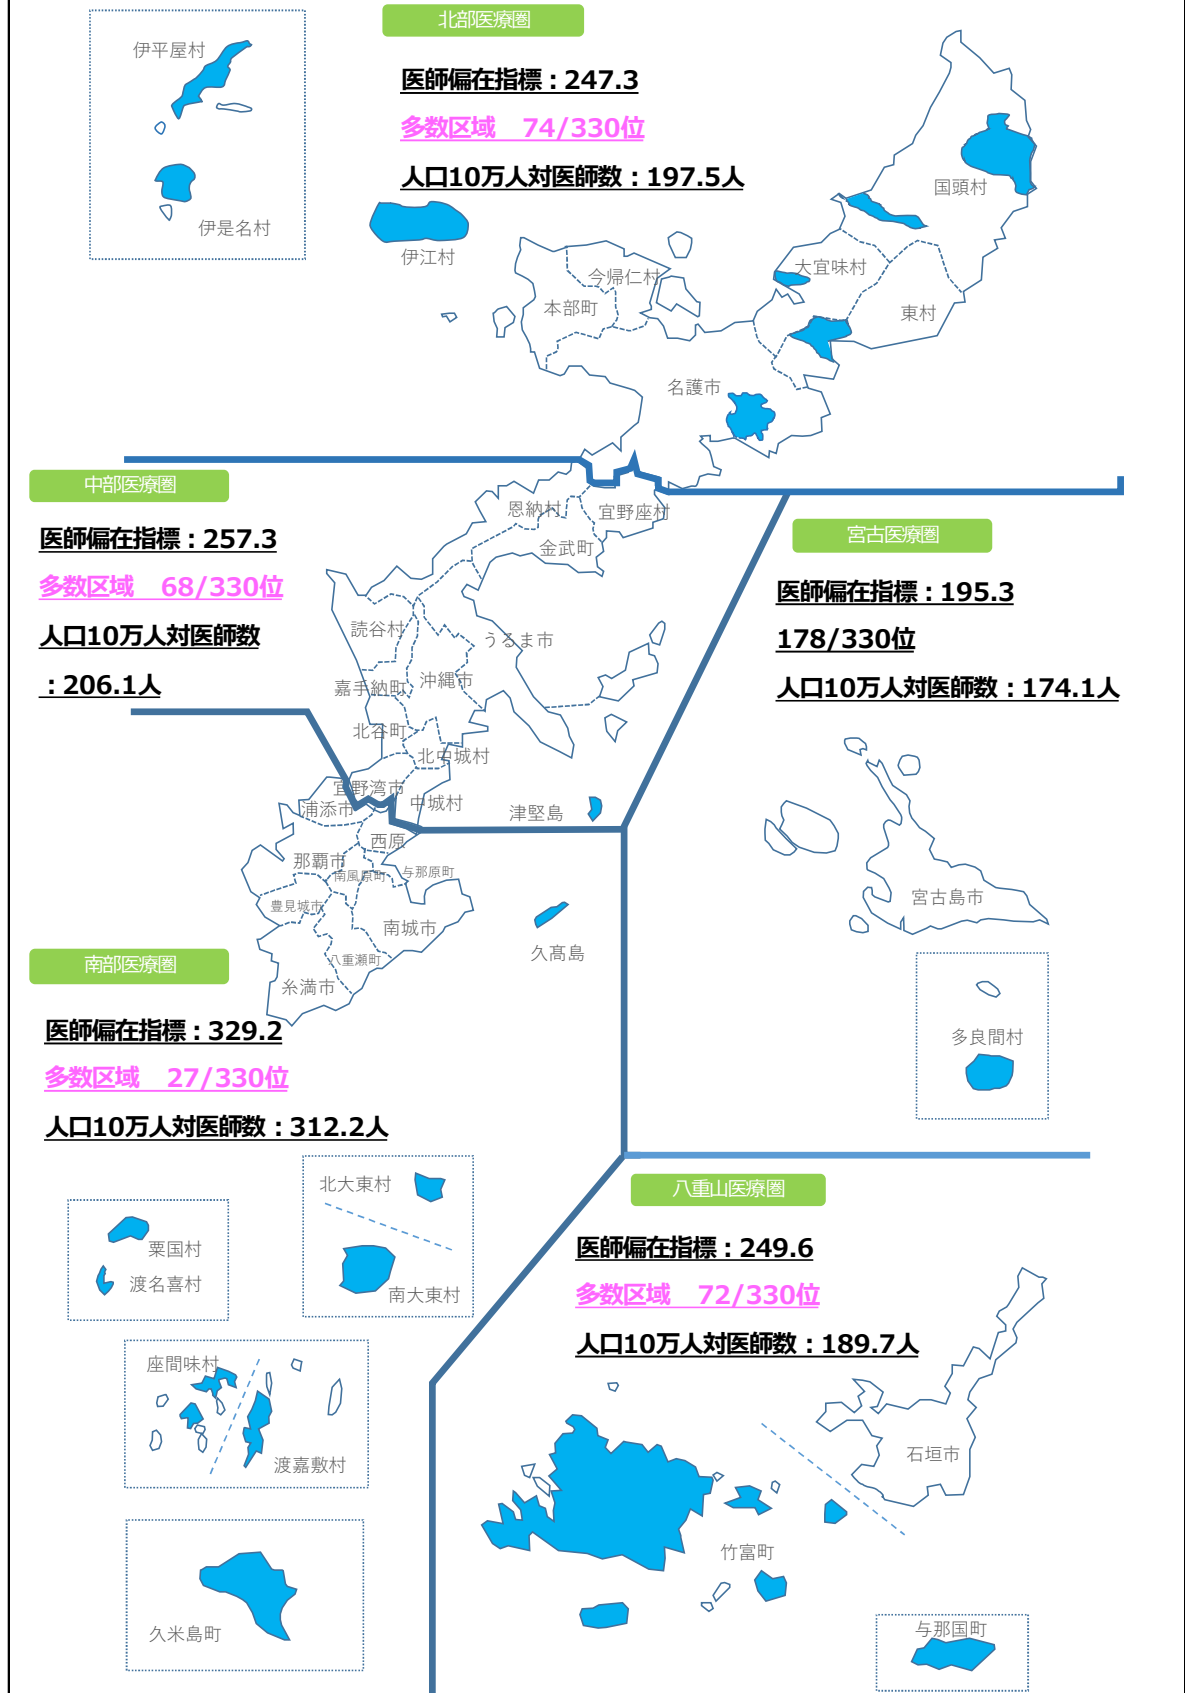 北部医療圏
医師偏在指標：247.3
多数区域　74/330位
人口10万人対医師数：197.5人
伊平屋村
伊是名村
伊江村
国頭村
大宜味村
今帰仁村
本部町
東村
名護市
中部医療圏
医師偏在指標：257.3
多数区域　68/330位
人口10万人対医師数
：206.1人
恩納村
宜野座村
金武町
読谷村
うるま市
嘉手納町
沖縄市
北谷町
北中城村
宜野湾市
中城村
津堅島
宮古医療圏
医師偏在指標：195.3
178/330位
人口10万人対医師数：174.1人
宮古島市
多良間村
浦添市
西原
那覇市
南風原町
与那原町
豊見城市
南城市
八重瀬町
糸満市
久髙島
南部医療圏
医師偏在指標：329.2
多数区域　27/330位
人口10万人対医師数：312.2人
北大東村
南大東村
粟国村
渡名喜村
座間味村
渡嘉敷村
久米島町
八重山医療圏
医師偏在指標：249.6
多数区域　72/330位
人口10万人対医師数：189.7人
石垣市
竹富町
与那国町